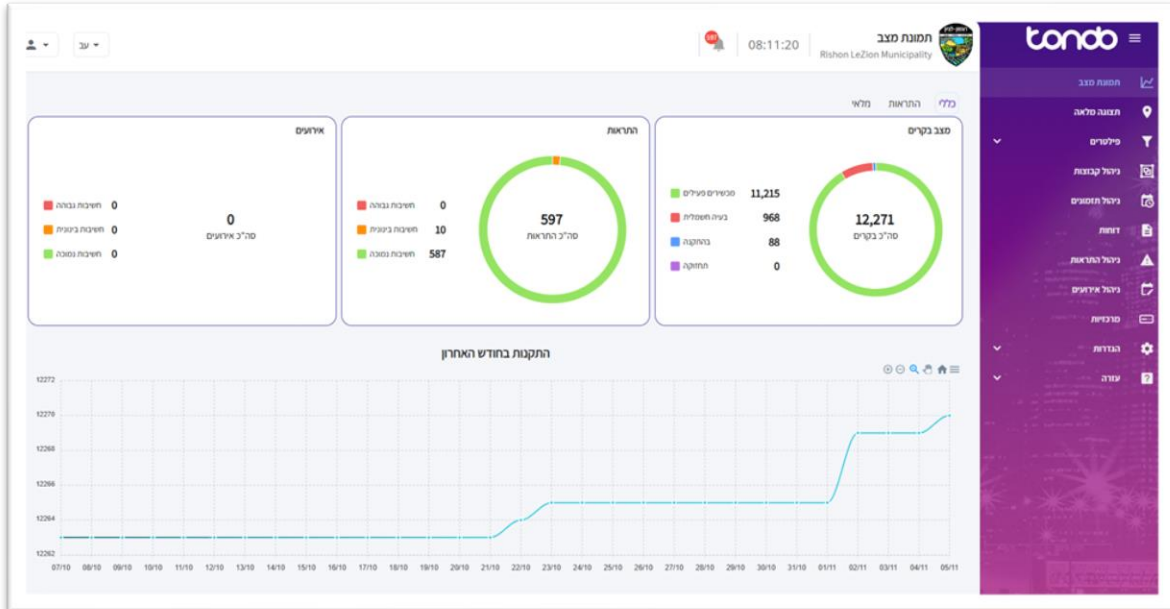 tondo
תמונת מצב
תצוגה מלאה
פילטרים
ניהול קבוצות
ניהול תזמונים
דוחות
ניהול התראות
ניהול אירועים
מרכזיות
הגדרות
עזרה
תמונת מצב
Rishon LeZion Municipality
08:11:20
597
עב
כללי התראות מלאי
מצב בקרים
12,271
סה"כ בקרים
11,215 מכשירים פעילים
968 בעיה חשמלית
88 בהתקנה
0 תחזוקה
התראות
597
סה"כ התראות
0 חשיבות גבוהה
10 חשיבות בינונית
587 חשיבות נמוכה
אירועים
0
סה"כ אירועים
0 חשיבות גבוהה
0 חשיבות בינונית
0 חשיבות נמוכה
התקנות בחודש האחרון
12272
12270
12268
12266
12264
12262
07/10 08/10 09/10 10/10 11/10 12/10 13/10 14/10 15/10 16/10 17/10 18/10 19/10 20/10 21/10 22/10 23/10 24/10 25/10 26/10 27/10 28/10 29/10 30/10 31/10 01/11 02/11 03/11 04/11 05/11